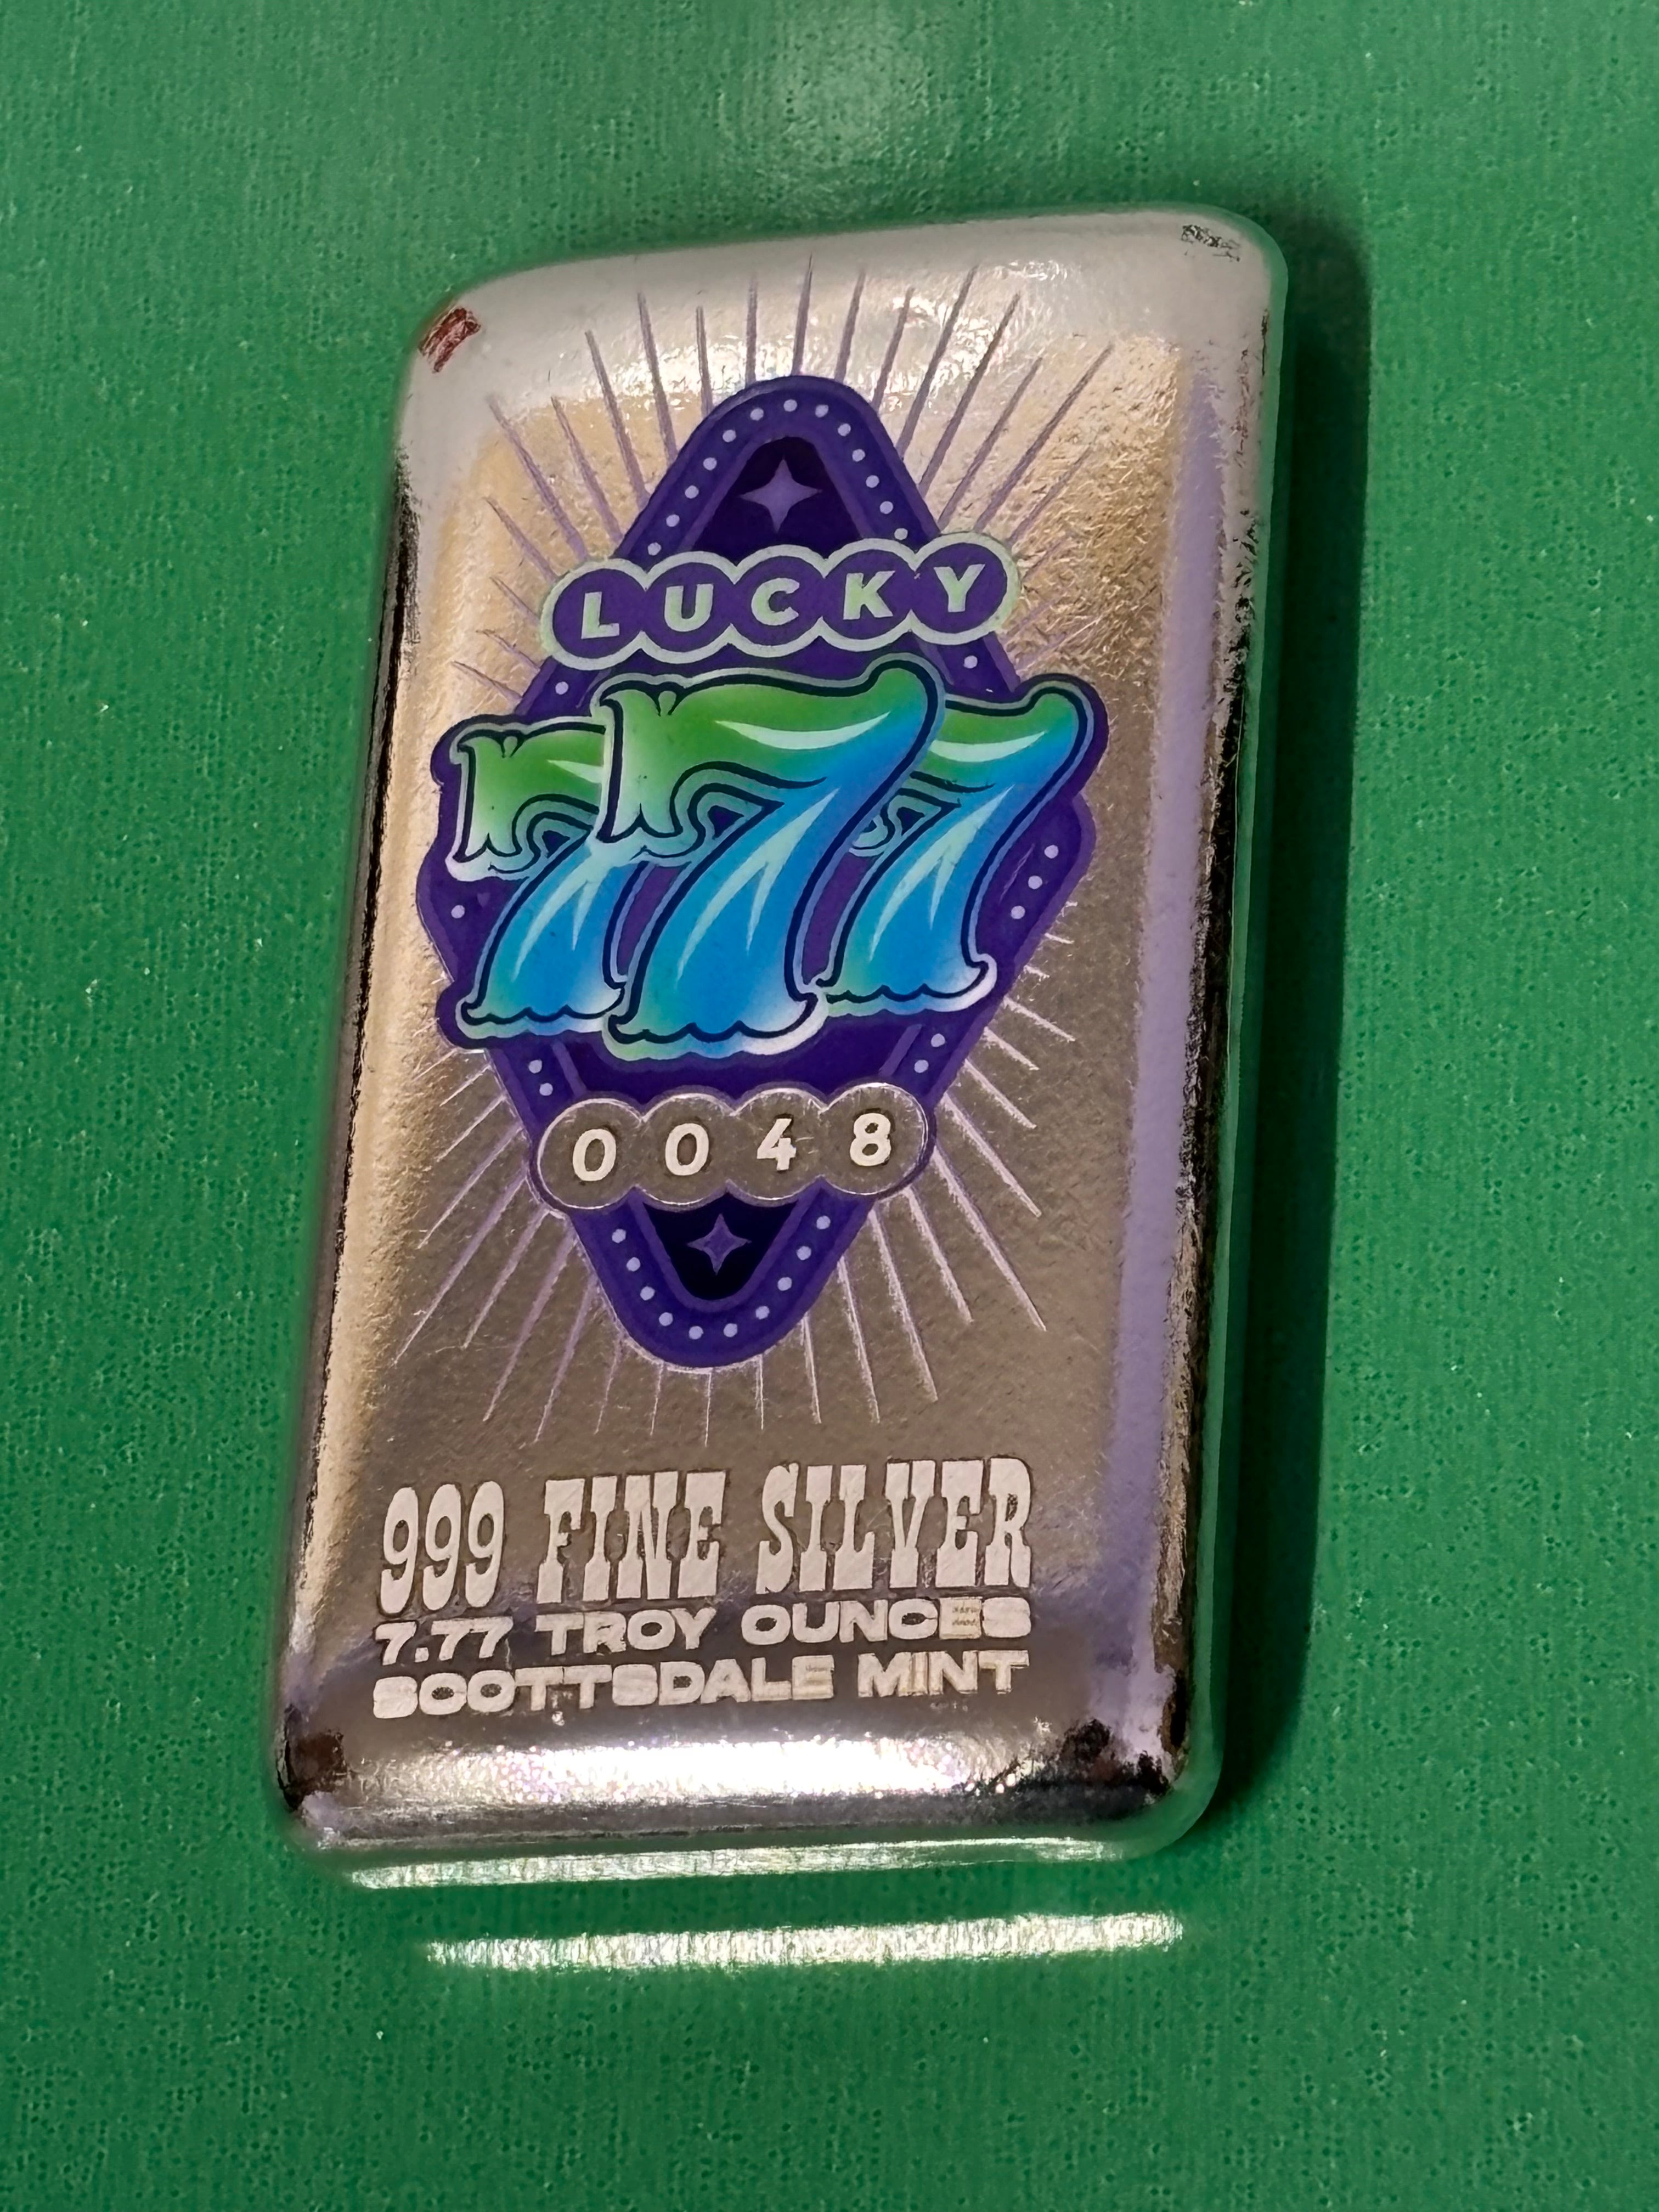 LUCKY
777
0048
999 FINE SILVER
7.77 TROY OUNCES
SCOTTSDALE MINT